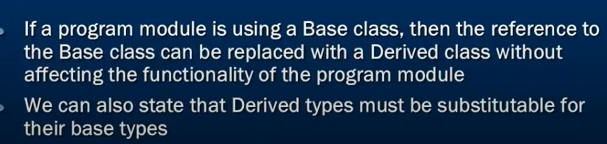 If a program module is using a Base class, then the reference to
the Base class can be replaced with a Derived class without
affecting the functionality of the program module
We can also state that Derived types must be substitutable for
their base types